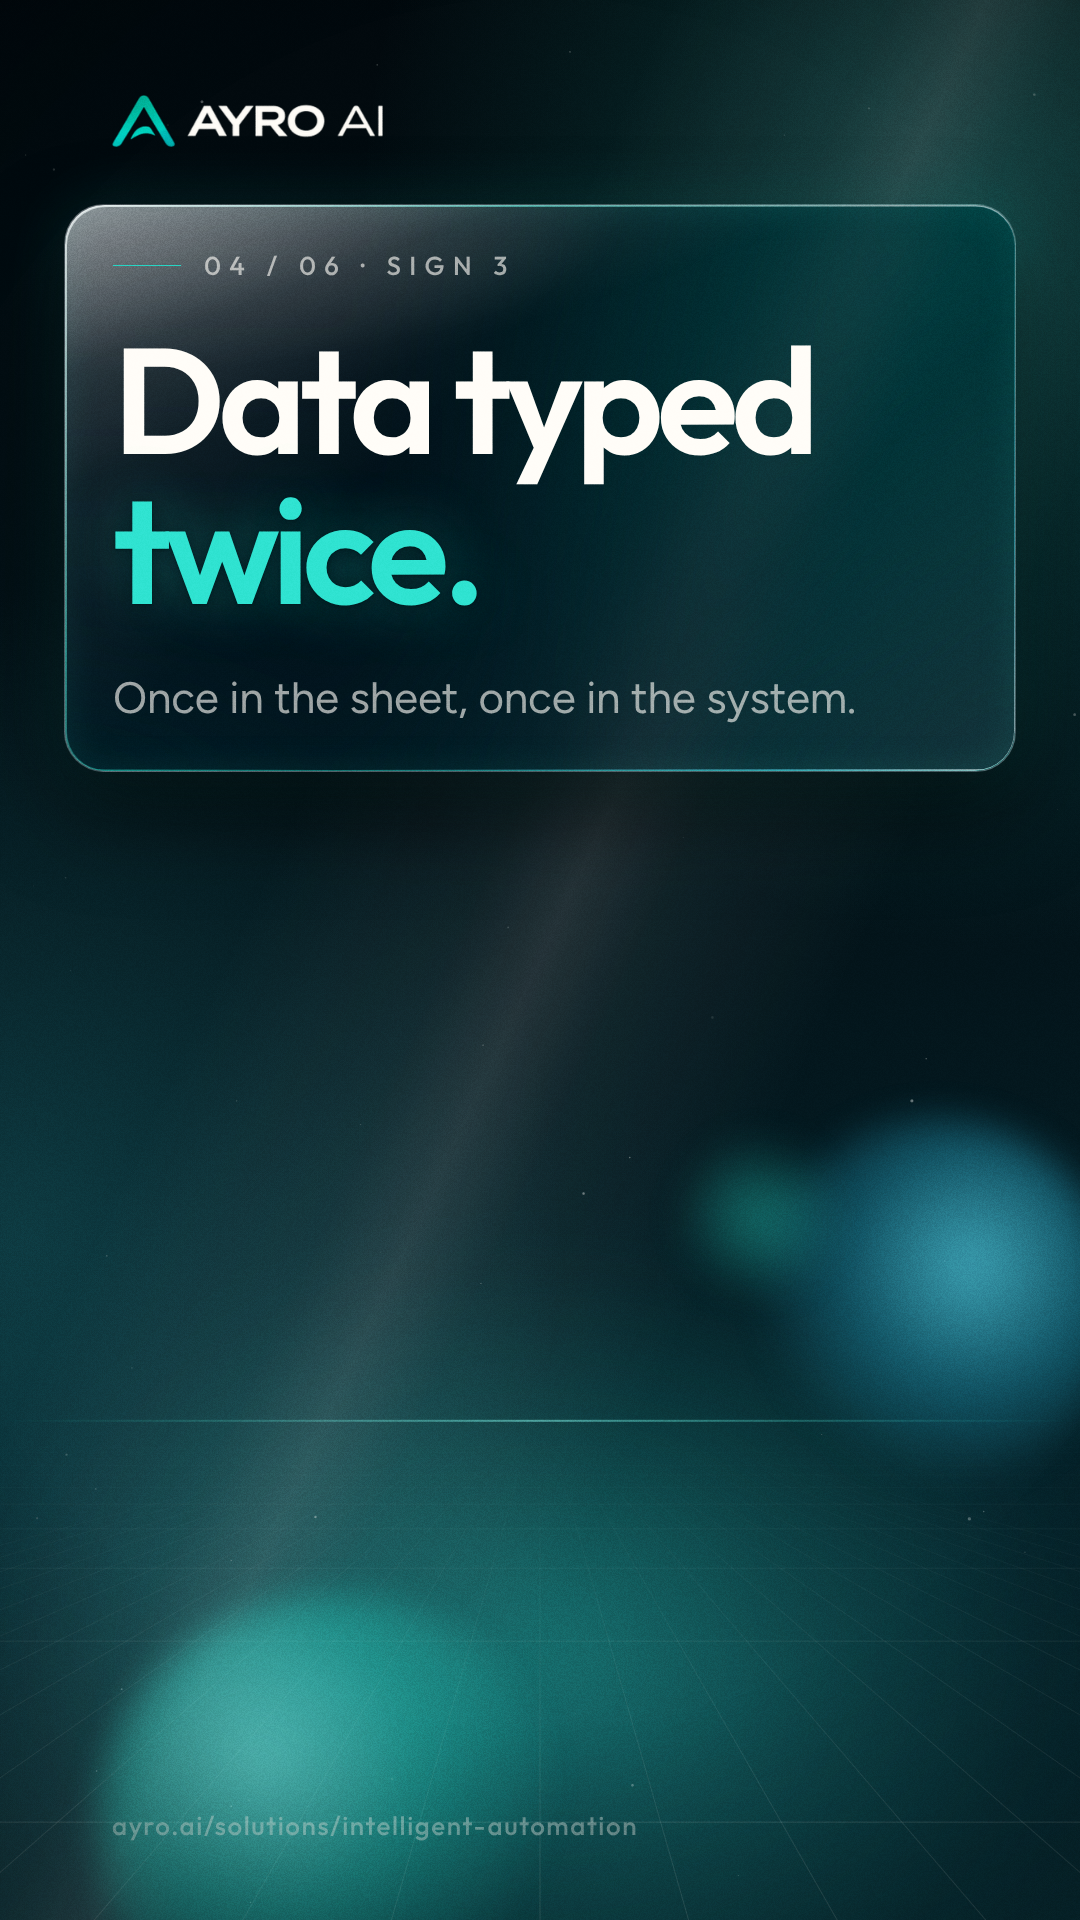 AYRO AI
04 / 06 · SIGN 3
Data typed
twice.
Once in the sheet, once in the system.
ayro.ai/solutions/intelligent-automation